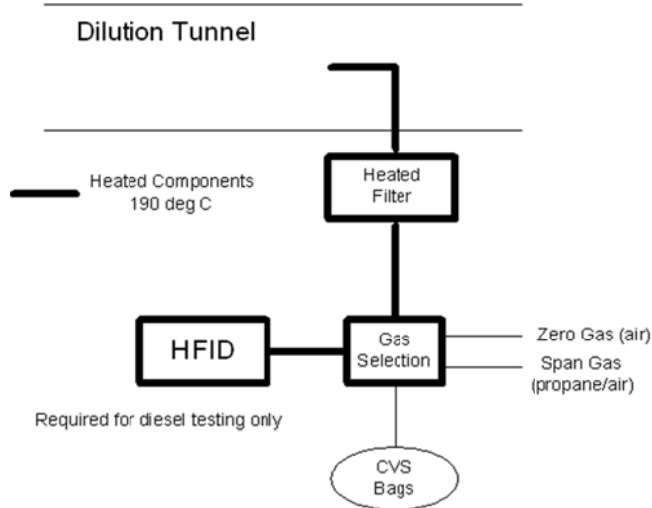 Dilution Tunnel
Heated Components
190 deg C
Heated
Filter
HFID
Gas
Selection
Zero Gas (air)
Span Gas
(propane/air)
Required for diesel testing only
CVS
Bags